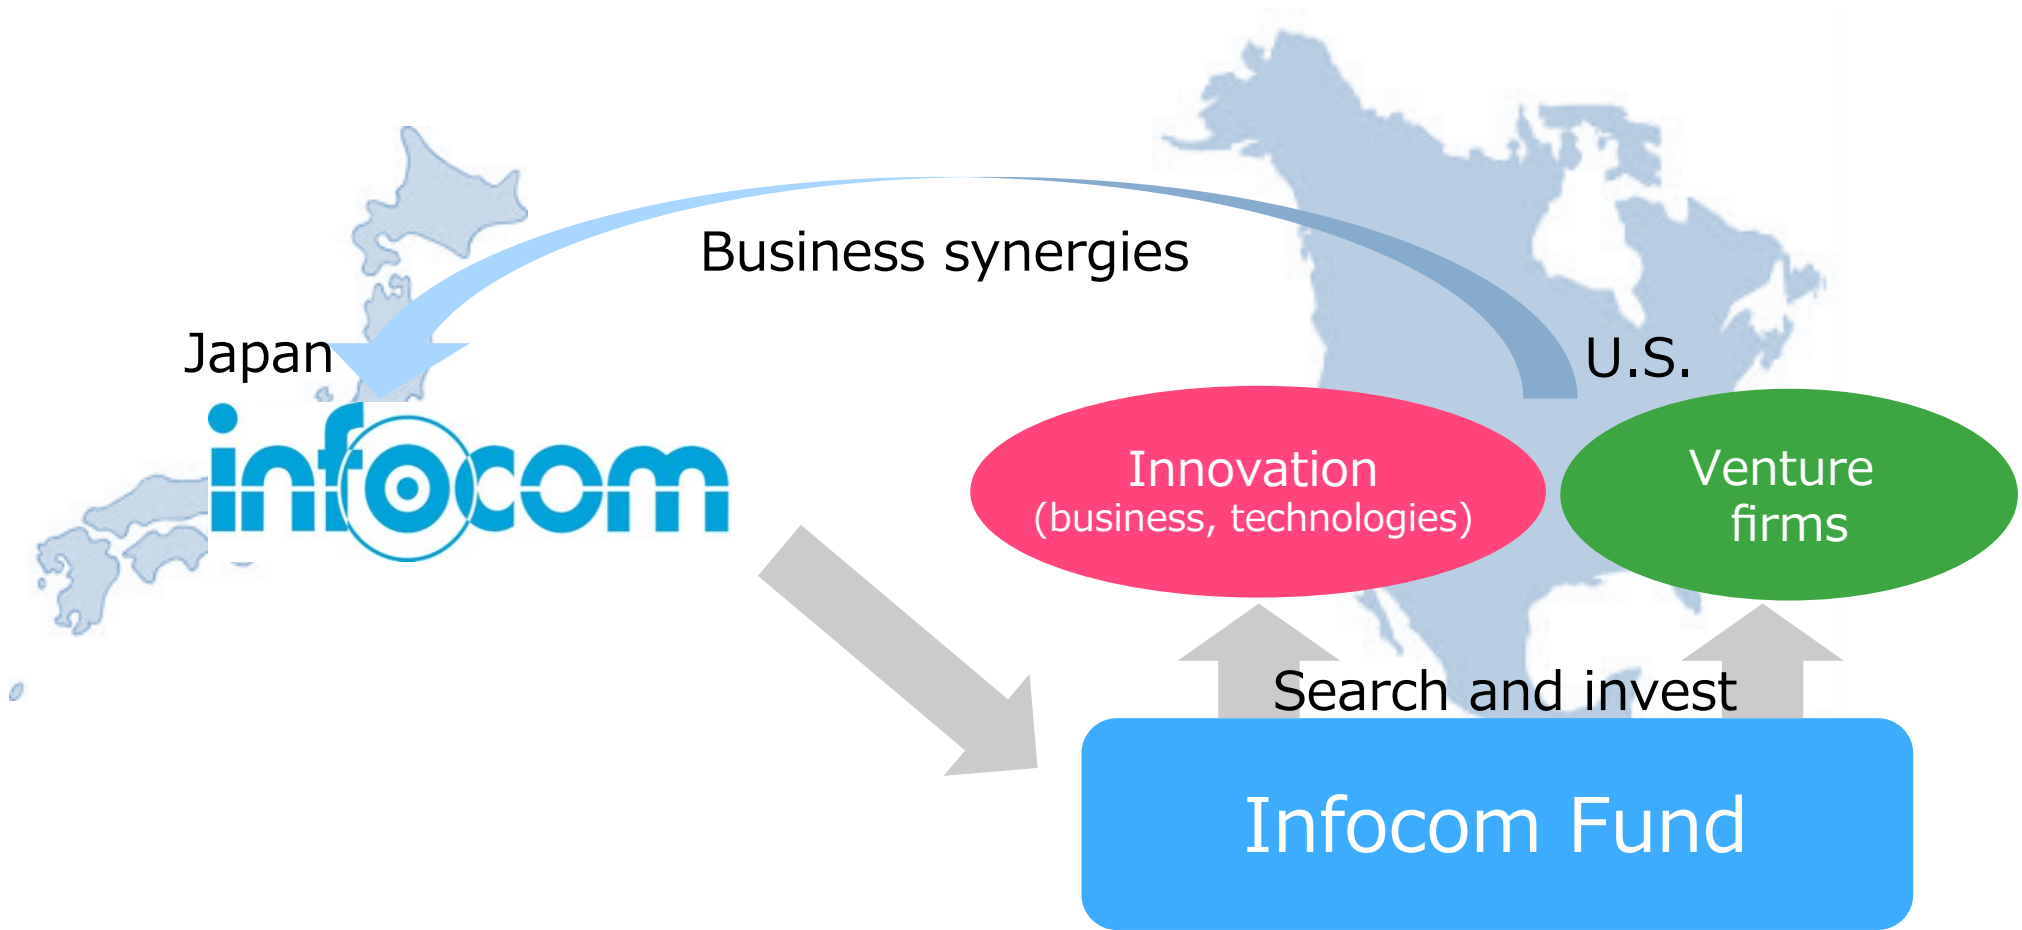 Business synergies
Japan
U.S.
infocom
Innovation
(business, technologies)
Venture
firms
Search and invest
Infocom Fund